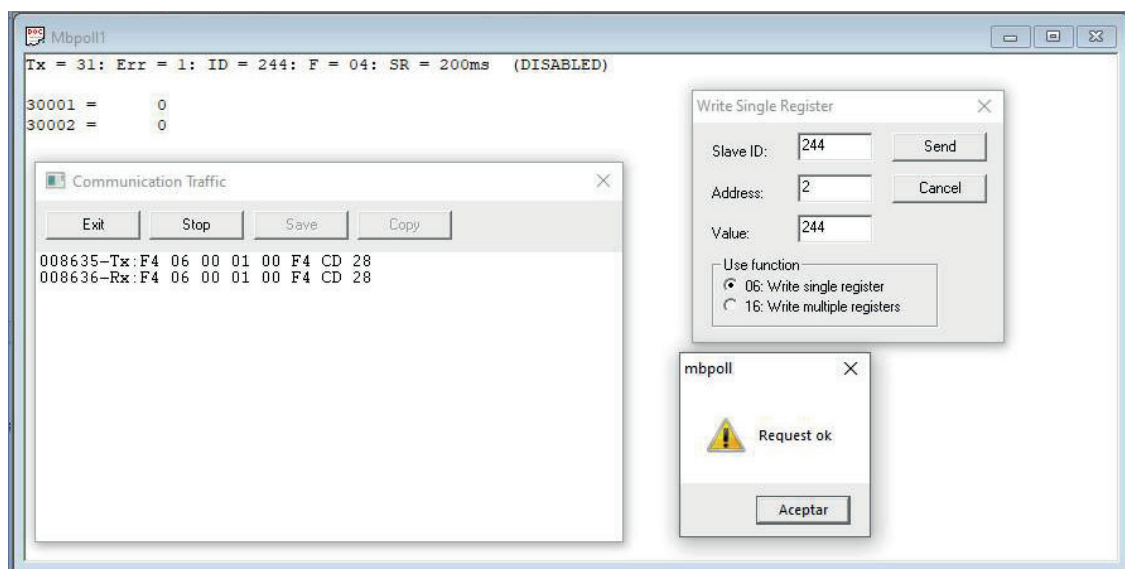 Mbpoll1
Tx = 31: Err = 1: ID = 244: F = 04: SR = 200ms (DISABLED)
30001 = 0
30002 = 0
Communication Traffic
Exit Stop Save Copy
008635-Tx:F4 06 00 01 00 F4 CD 28
008636-Rx:F4 06 00 01 00 F4 CD 28
Write Single Register
Slave ID: 244 Send
Address: 2 Cancel
Value: 244
Use function
06: Write single register
16: Write multiple registers
mbpoll
Request ok
Aceptar